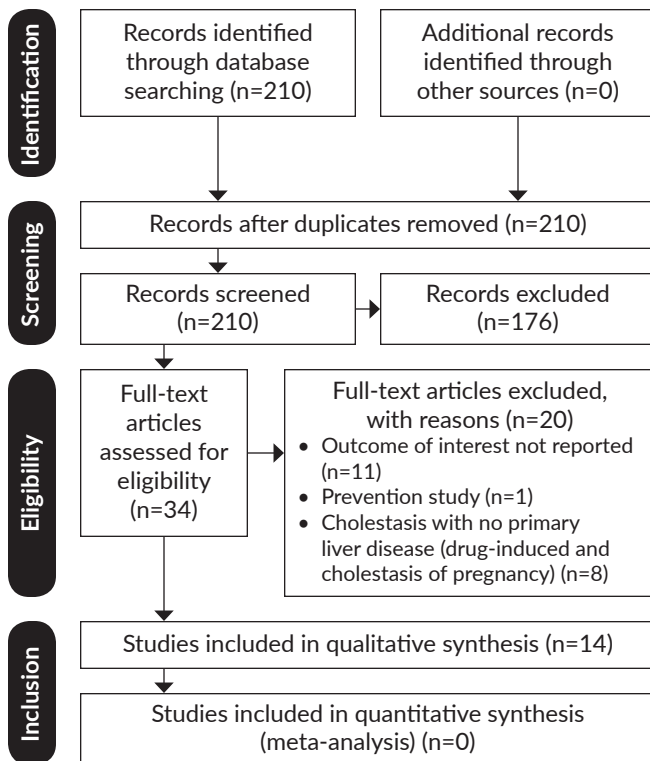 Identification
Records identified
through database
searching (n=210)
Additional records
identified through
other sources (n=0)
Screening
Records after duplicates removed (n=210)
Records screened
(n=210)
Records excluded
(n=176)
Eligibility
Full-text
articles
assessed for
eligibility
(n=34)
Full-text articles excluded,
with reasons (n=20)
• Outcome of interest not reported
(n=11)
• Prevention study (n=1)
• Cholestasis with no primary
liver disease (drug-induced and
cholestasis of pregnancy) (n=8)
Inclusion
Studies included in qualitative synthesis (n=14)
Studies included in quantitative synthesis
(meta-analysis) (n=0)